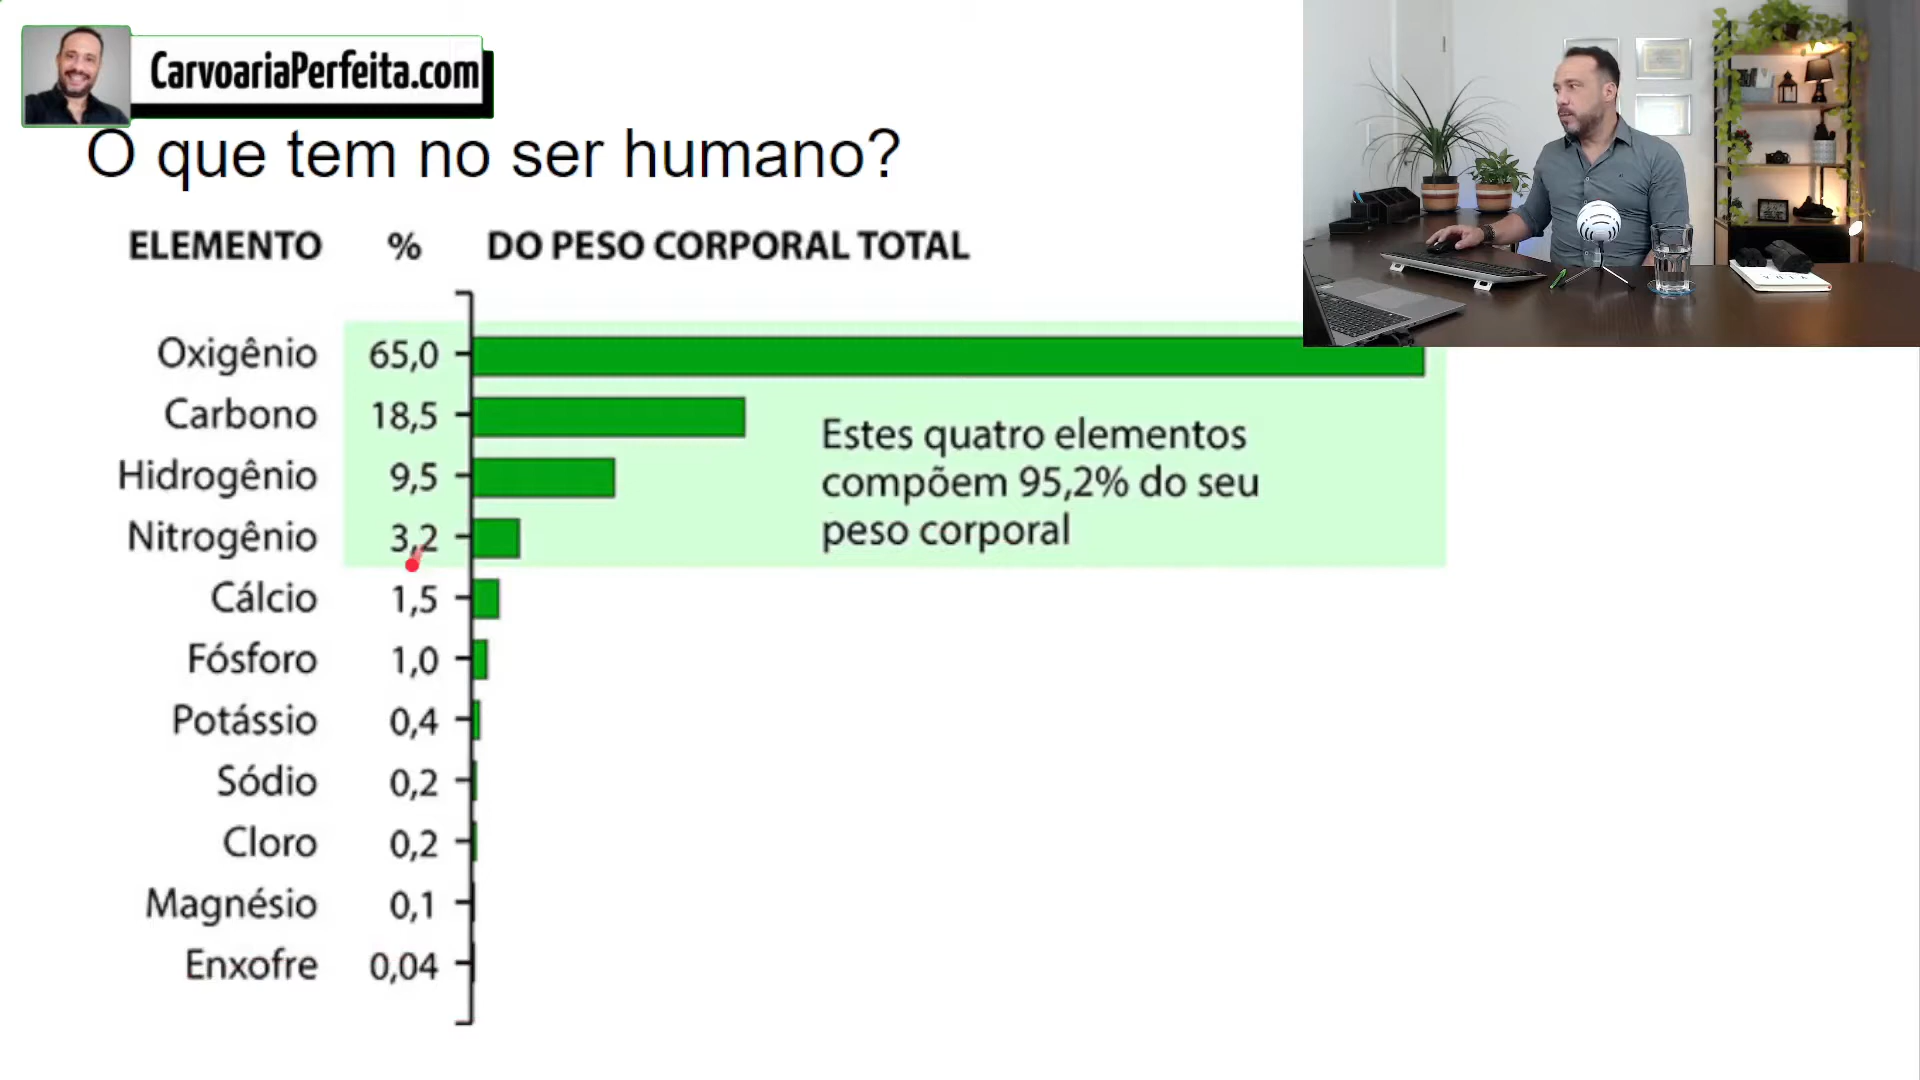 CarvoariaPerfeita.com
O que tem no ser humano?
ELEMENTO % DO PESO CORPORAL TOTAL
Oxigênio 65,0
Carbono 18,5
Hidrogênio 9,5
Nitrogênio 3,2
Estes quatro elementos
compõem 95,2% do seu
peso corporal
Cálcio 1,5
Fósforo 1,0
Potássio 0,4
Sódio 0,2
Cloro 0,2
Magnésio 0,1
Enxofre 0,04